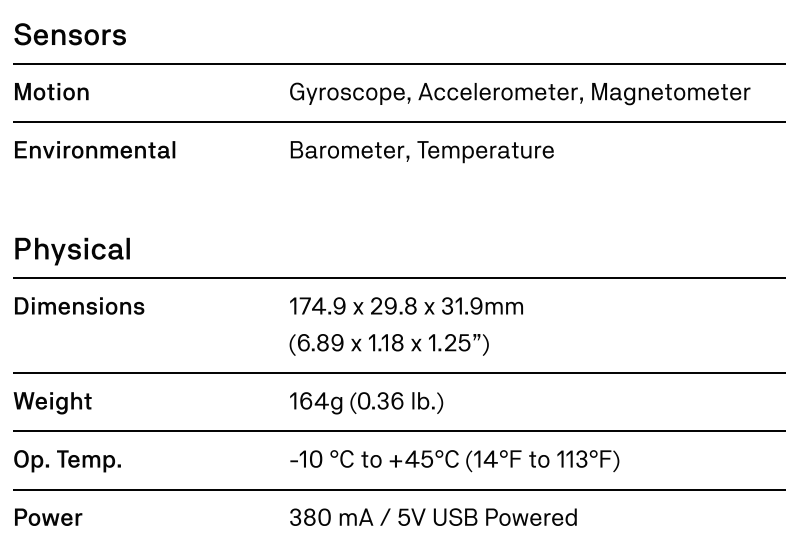 Sensors
Motion Gyroscope, Accelerometer, Magnetometer
Environmental Barometer, Temperature
Physical
Dimensions 174.9 x 29.8 x 31.9mm
(6.89 x 1.18 x 1.25”)
Weight 164g (0.36 lb.)
Op. Temp. -10 °C to +45°C (14°F to 113°F)
Power 380 mA / 5V USB Powered